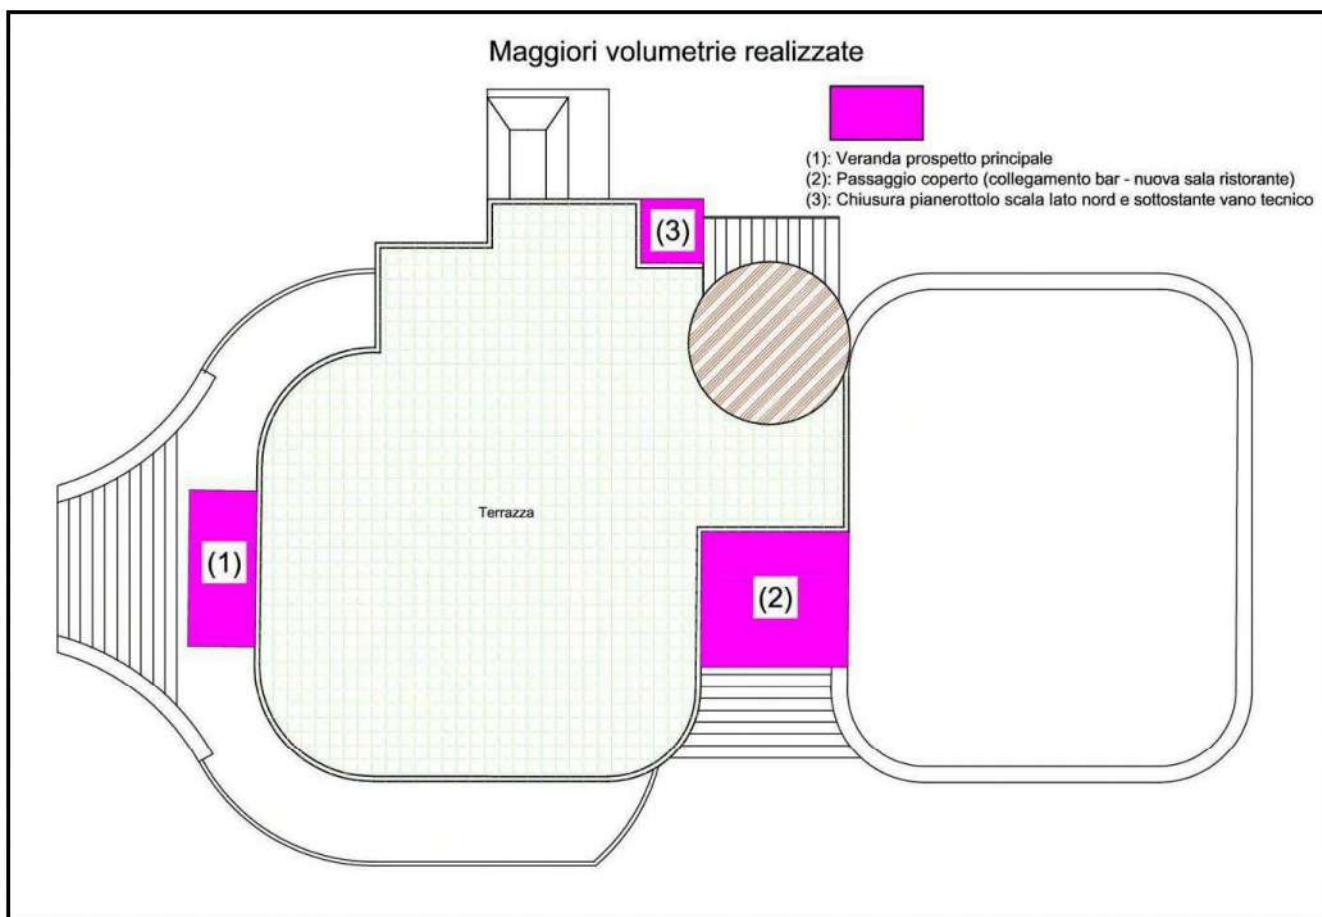 Maggiori volumetrie realizzate
(1): Veranda prospetto principale
(2): Passaggio coperto (collegamento bar - nuova sala ristorante)
(3): Chiusura pianerottolo scala lato nord e sottostante vano tecnico
(3)
Terrazza
(1)
(2)